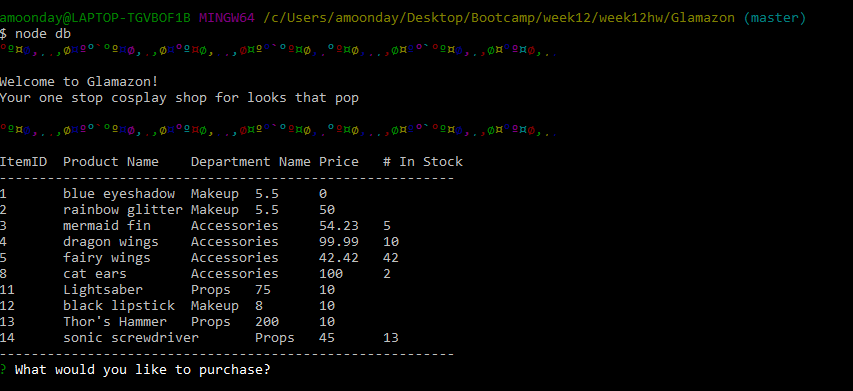 amoonday@LAPTOP-TGVBOF1B MINGW64 /c/Users/amoonday/Desktop/Bootcamp/week12/week12hw/Glamazon (master)
$ node db
Welcome to Glamazon!
Your one stop cosplay shop for looks that pop
ItemID  Product Name    Department Name Price   # In Stock
---------------------------------------------------------
1       blue eyeshadow  Makeup  5.5     0
2       rainbow glitter Makeup  5.5     50
3       mermaid fin     Accessories     54.23   5
4       dragon wings    Accessories     99.99   10
5       fairy wings     Accessories     42.42   42
8       cat ears        Accessories     100     2
11      Lightsaber      Props   75      10
12      black lipstick  Makeup  8       10
13      Thor's Hammer   Props   200     10
14      sonic screwdriver       Props   45      13
---------------------------------------------------------
? What would you like to purchase?